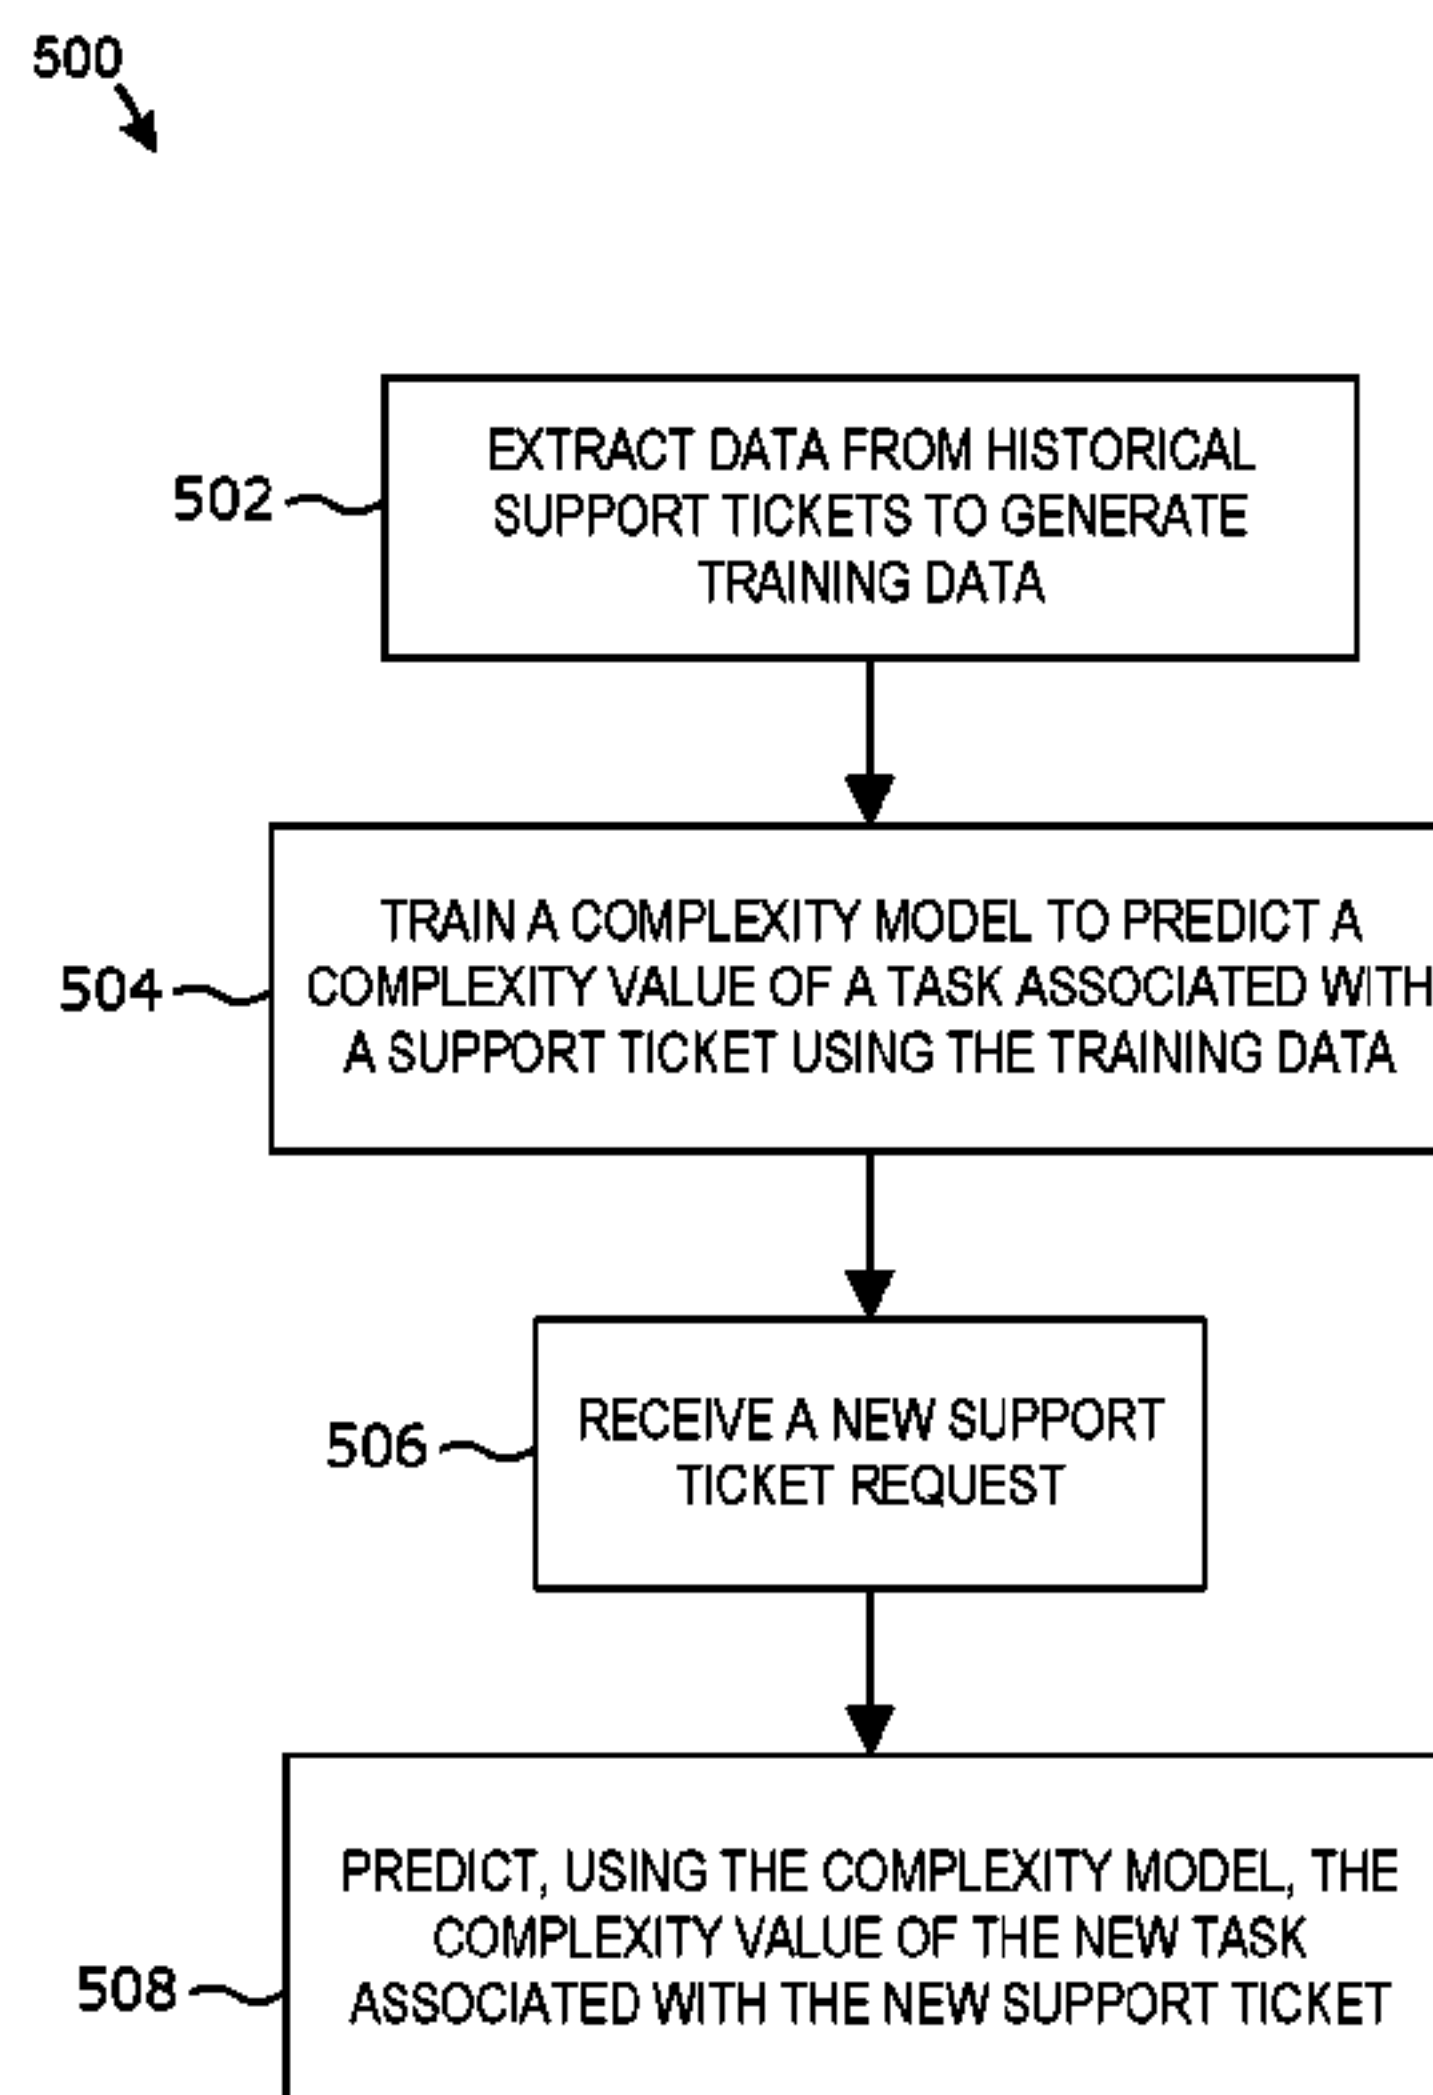 500
502
EXTRACT DATA FROM HISTORICAL
SUPPORT TICKETS TO GENERATE
TRAINING DATA
504
TRAIN A COMPLEXITY MODEL TO PREDICT A
COMPLEXITY VALUE OF A TASK ASSOCIATED WITH
A SUPPORT TICKET USING THE TRAINING DATA
506
RECEIVE A NEW SUPPORT
TICKET REQUEST
508
PREDICT, USING THE COMPLEXITY MODEL, THE
COMPLEXITY VALUE OF THE NEW TASK
ASSOCIATED WITH THE NEW SUPPORT TICKET